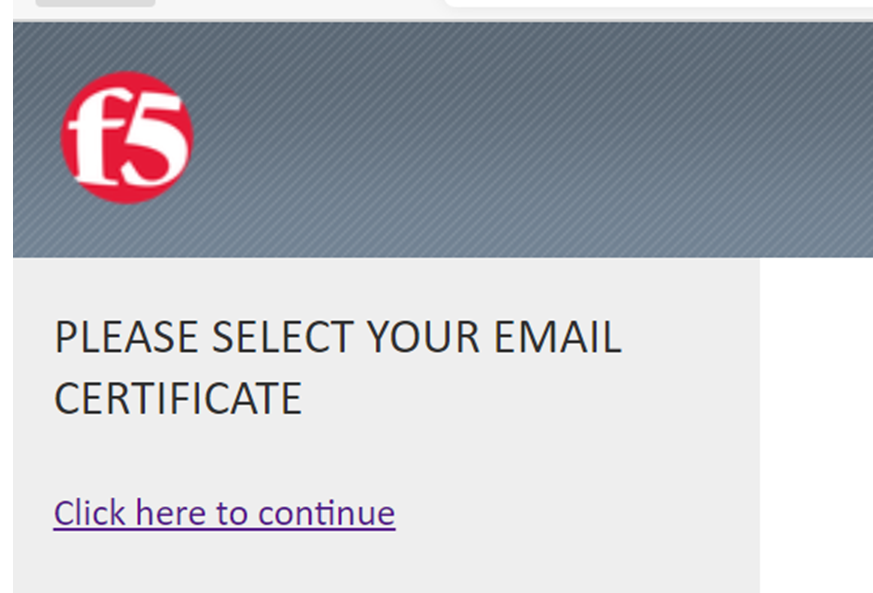 f5
PLEASE SELECT YOUR EMAIL
CERTIFICATE
Click here to continue